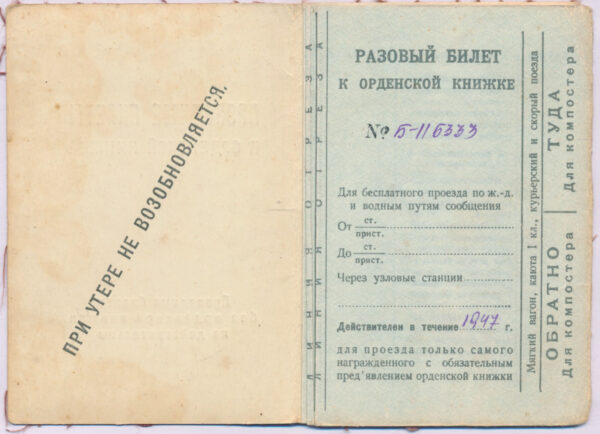 ПРИ УТЕРЕ НЕ ВОЗОБНОВЛЯЕТСЯ.
ЛИНИЯ ОТРЕЗА
РАЗОВЫЙ БИЛЕТ
К ОРДЕНСКОЙ КНИЖКЕ
№ Б-116333
Для бесплатного проезда по ж.-д.
и водным путям сообщения
От ст.
прист.
До ст.
прист.
Через узловые станции
Действителен в течение 1947 г.
для проезда только самого
награжденного с обязательным
пред'явлением орденской книжки
Мягкий вагон, каюта 1 кл., курьерский и скорый поезда
ОБРАТНО
Для компостера
ТУДА
Для компостера